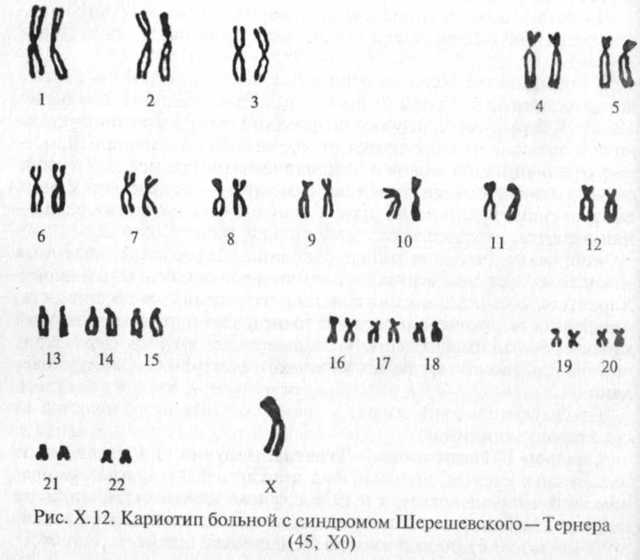 1 2 3 4 5
6 7 8 9 10 11 12
13 14 15 16 17 18 19 20
21 22 X
Рис. X.12. Кариотип больной с синдромом Шерешевского—Тернера
(45, X0)